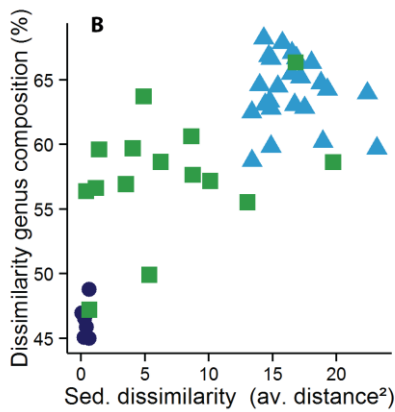 B
Dissimilarity genus composition (%)
65
60
55
50
45
0 5 10 15 20
Sed. dissimilarity (av. distance²)